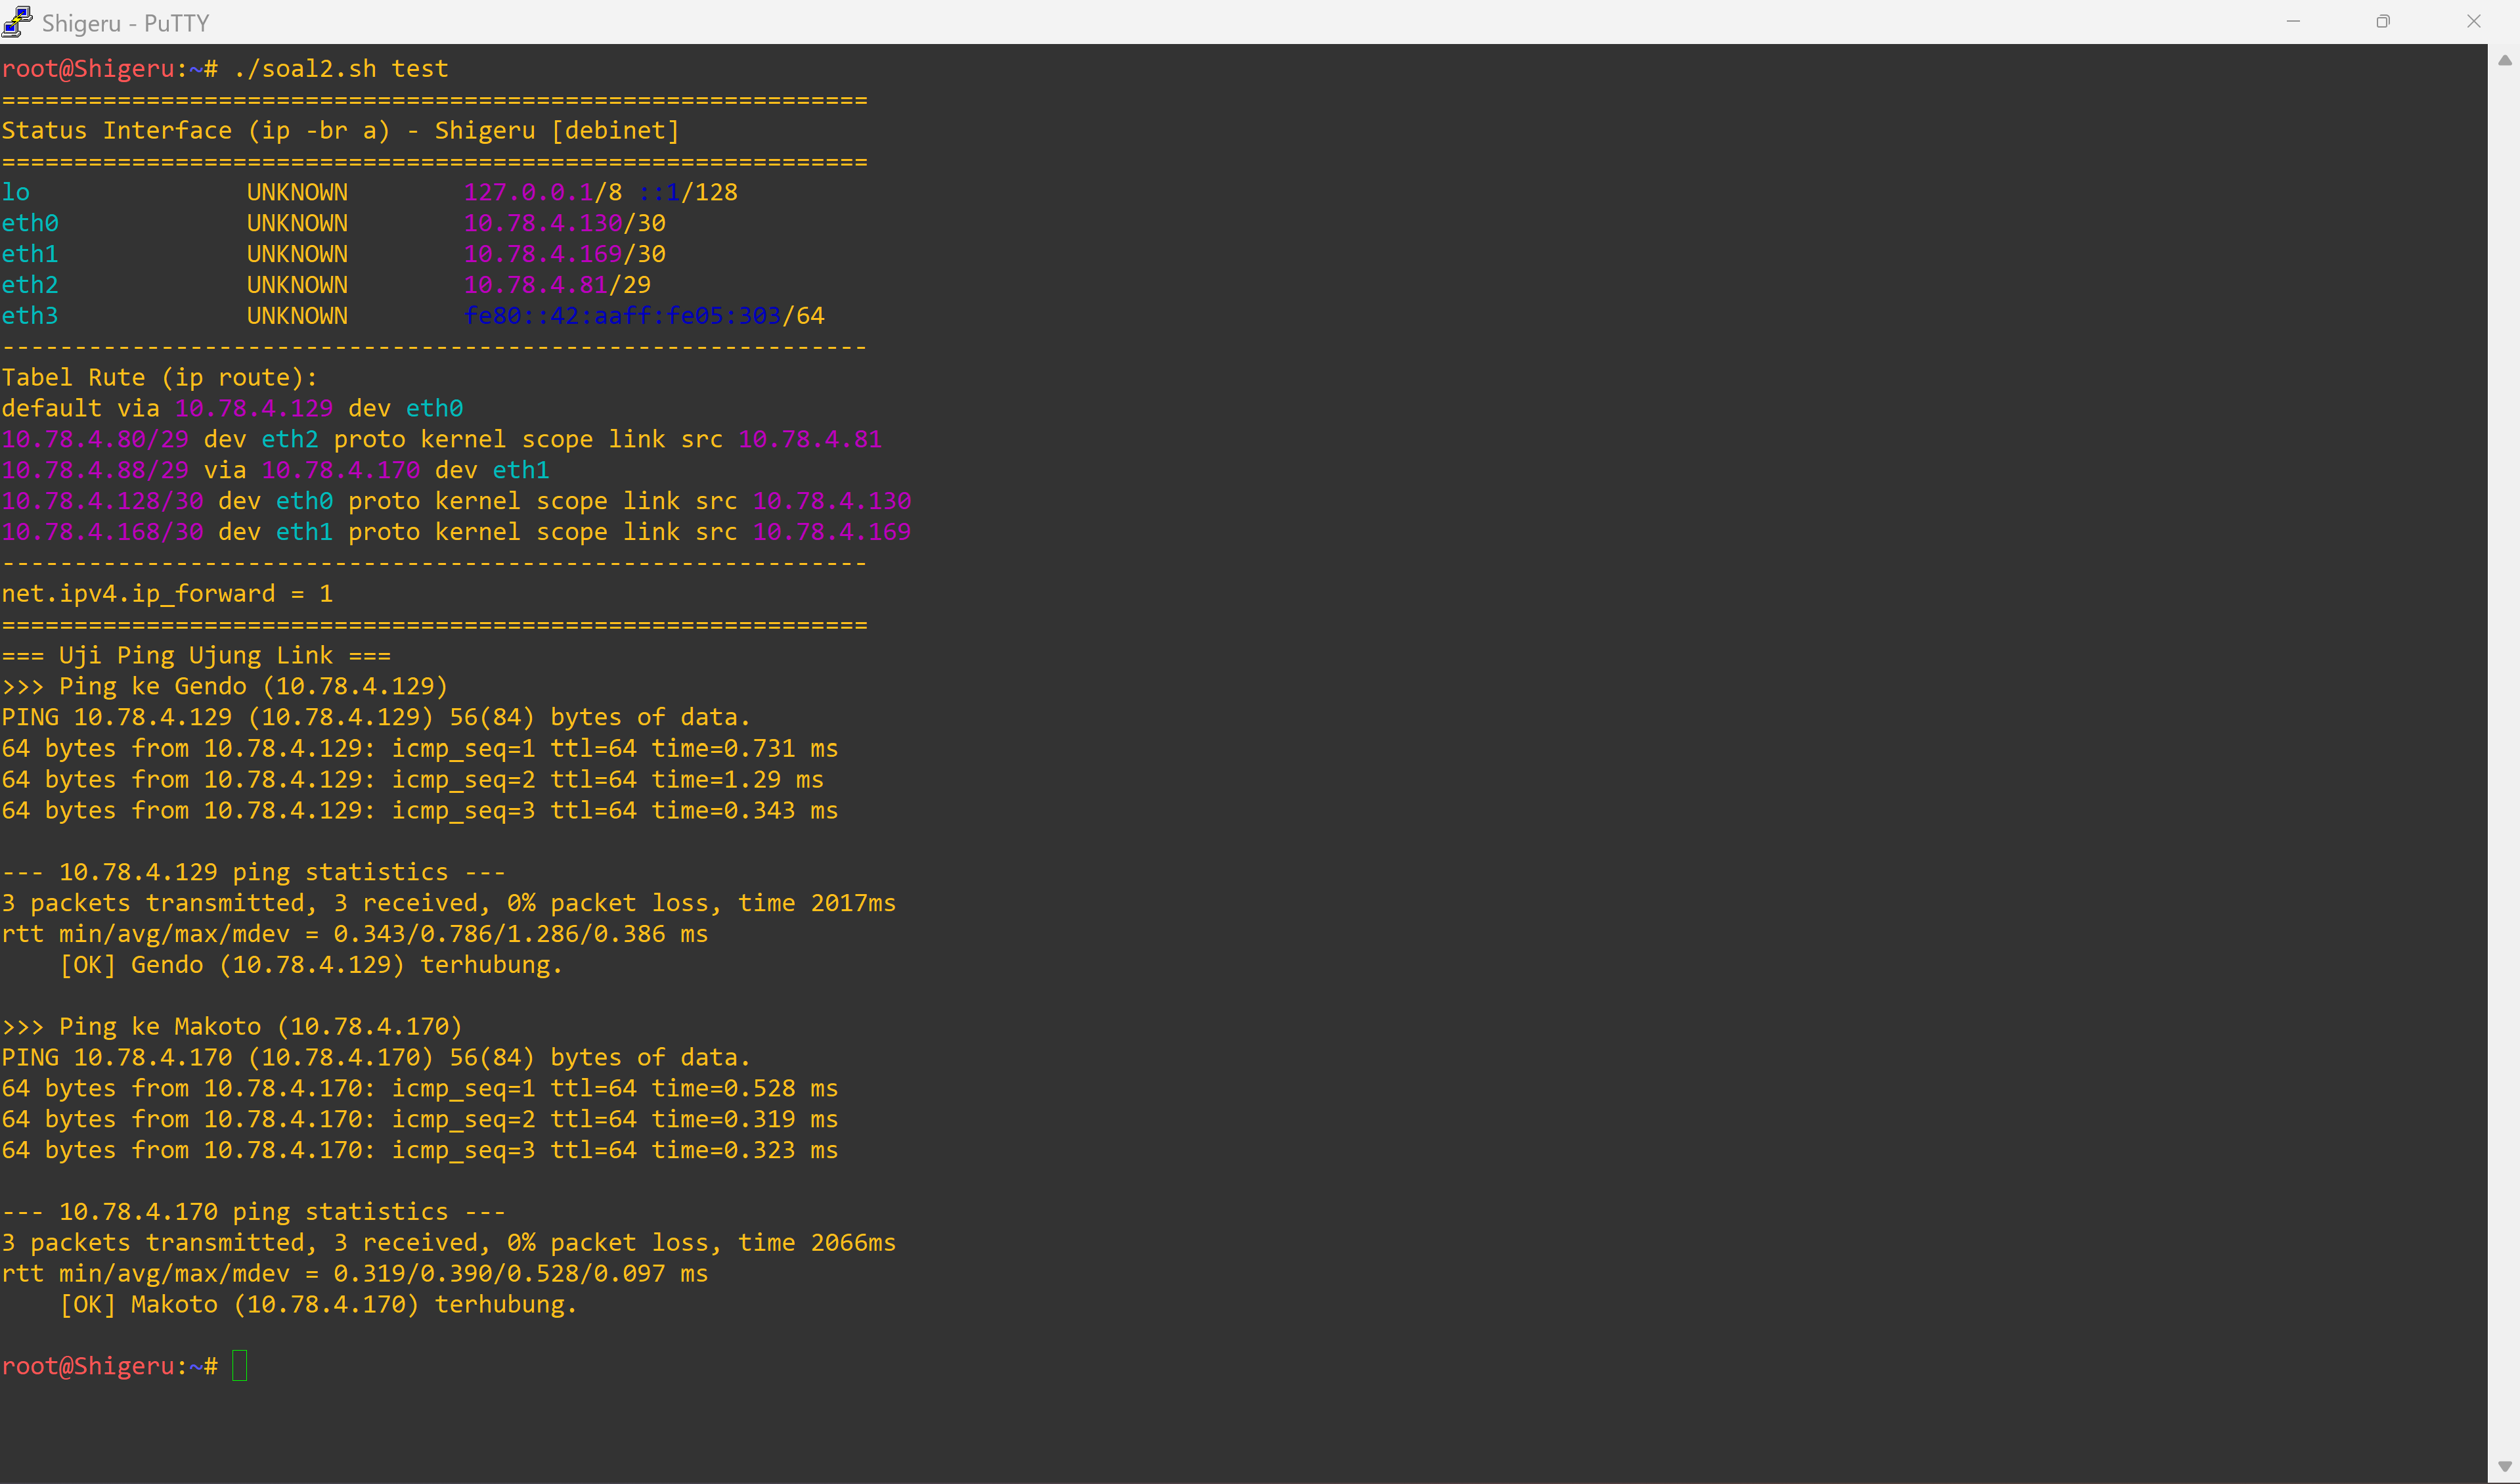 Shigeru - PuTTY
root@Shigeru:~# ./soal2.sh test
============================================================
Status Interface (ip -br a) - Shigeru [debinet]
============================================================
lo               UNKNOWN        127.0.0.1/8 ::1/128
eth0             UNKNOWN        10.78.4.130/30
eth1             UNKNOWN        10.78.4.169/30
eth2             UNKNOWN        10.78.4.81/29
eth3             UNKNOWN        fe80::42:aaff:fe05:303/64
------------------------------------------------------------
Tabel Rute (ip route):
default via 10.78.4.129 dev eth0
10.78.4.80/29 dev eth2 proto kernel scope link src 10.78.4.81
10.78.4.88/29 via 10.78.4.170 dev eth1
10.78.4.128/30 dev eth0 proto kernel scope link src 10.78.4.130
10.78.4.168/30 dev eth1 proto kernel scope link src 10.78.4.169
------------------------------------------------------------
net.ipv4.ip_forward = 1
============================================================
=== Uji Ping Ujung Link ===
>>> Ping ke Gendo (10.78.4.129)
PING 10.78.4.129 (10.78.4.129) 56(84) bytes of data.
64 bytes from 10.78.4.129: icmp_seq=1 ttl=64 time=0.731 ms
64 bytes from 10.78.4.129: icmp_seq=2 ttl=64 time=1.29 ms
64 bytes from 10.78.4.129: icmp_seq=3 ttl=64 time=0.343 ms

--- 10.78.4.129 ping statistics ---
3 packets transmitted, 3 received, 0% packet loss, time 2017ms
rtt min/avg/max/mdev = 0.343/0.786/1.286/0.386 ms
    [OK] Gendo (10.78.4.129) terhubung.

>>> Ping ke Makoto (10.78.4.170)
PING 10.78.4.170 (10.78.4.170) 56(84) bytes of data.
64 bytes from 10.78.4.170: icmp_seq=1 ttl=64 time=0.528 ms
64 bytes from 10.78.4.170: icmp_seq=2 ttl=64 time=0.319 ms
64 bytes from 10.78.4.170: icmp_seq=3 ttl=64 time=0.323 ms

--- 10.78.4.170 ping statistics ---
3 packets transmitted, 3 received, 0% packet loss, time 2066ms
rtt min/avg/max/mdev = 0.319/0.390/0.528/0.097 ms
    [OK] Makoto (10.78.4.170) terhubung.

root@Shigeru:~#